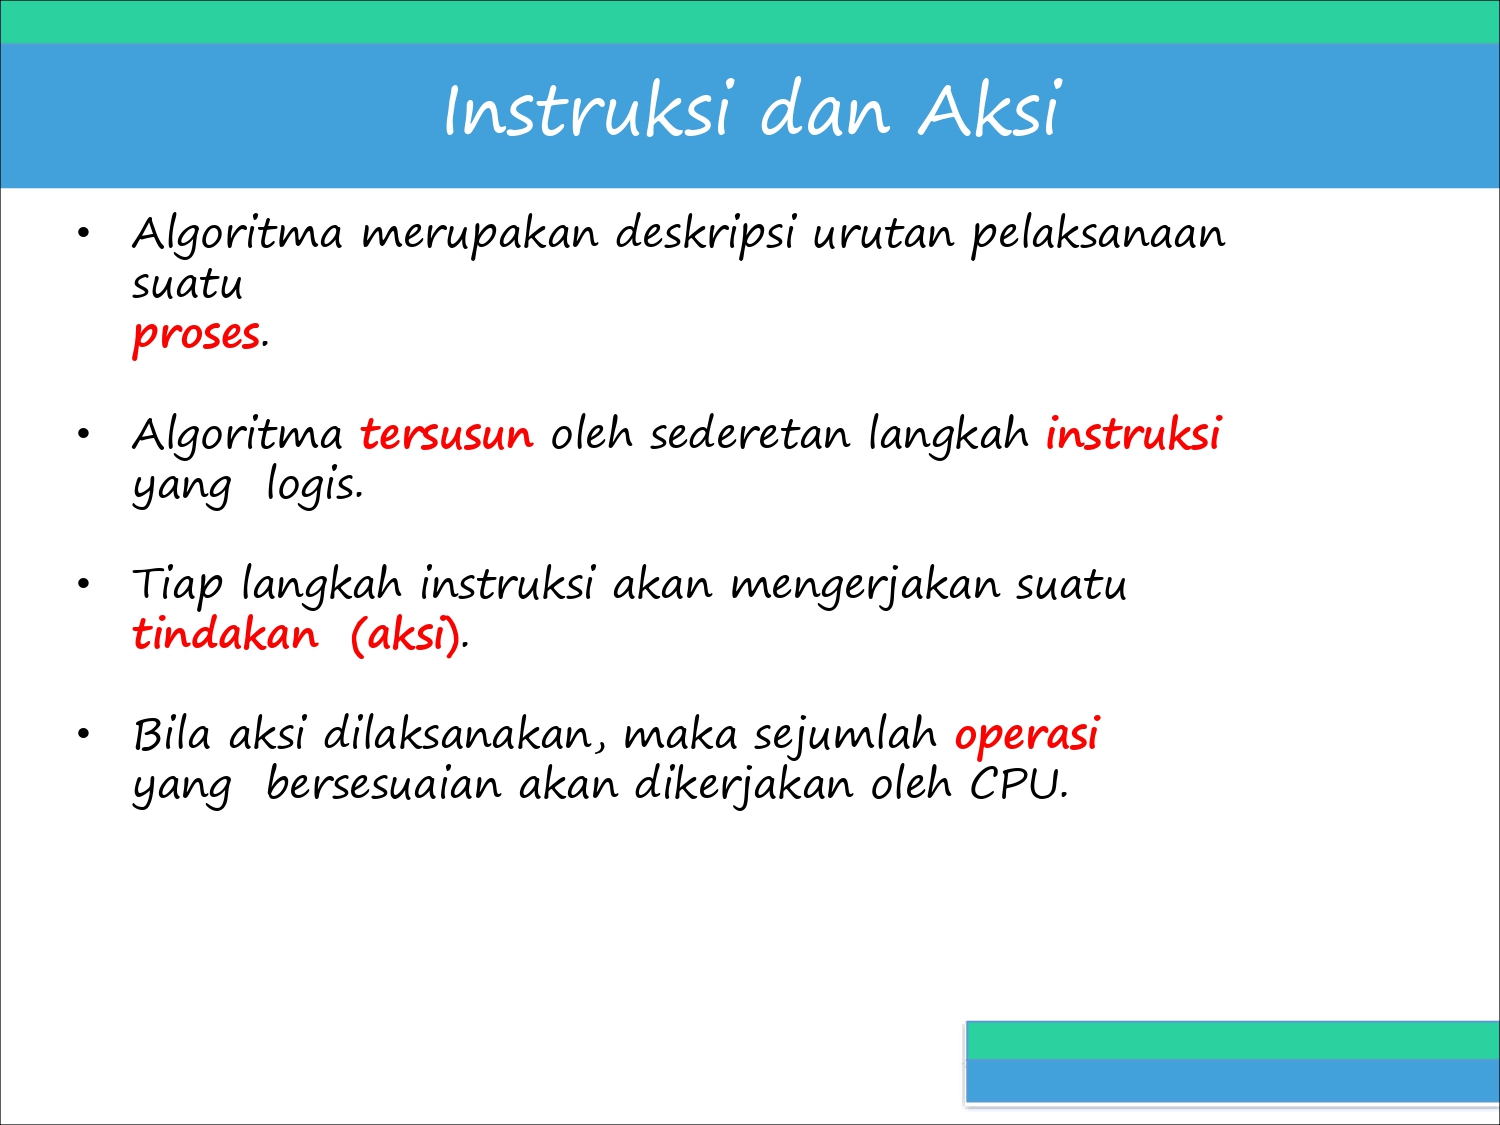 Instruksi dan Aksi
• Algoritma merupakan deskripsi urutan pelaksanaan
suatu
proses.
• Algoritma tersusun oleh sederetan langkah instruksi
yang logis.
• Tiap langkah instruksi akan mengerjakan suatu
tindakan (aksi).
• Bila aksi dilaksanakan, maka sejumlah operasi
yang bersesuaian akan dikerjakan oleh CPU.